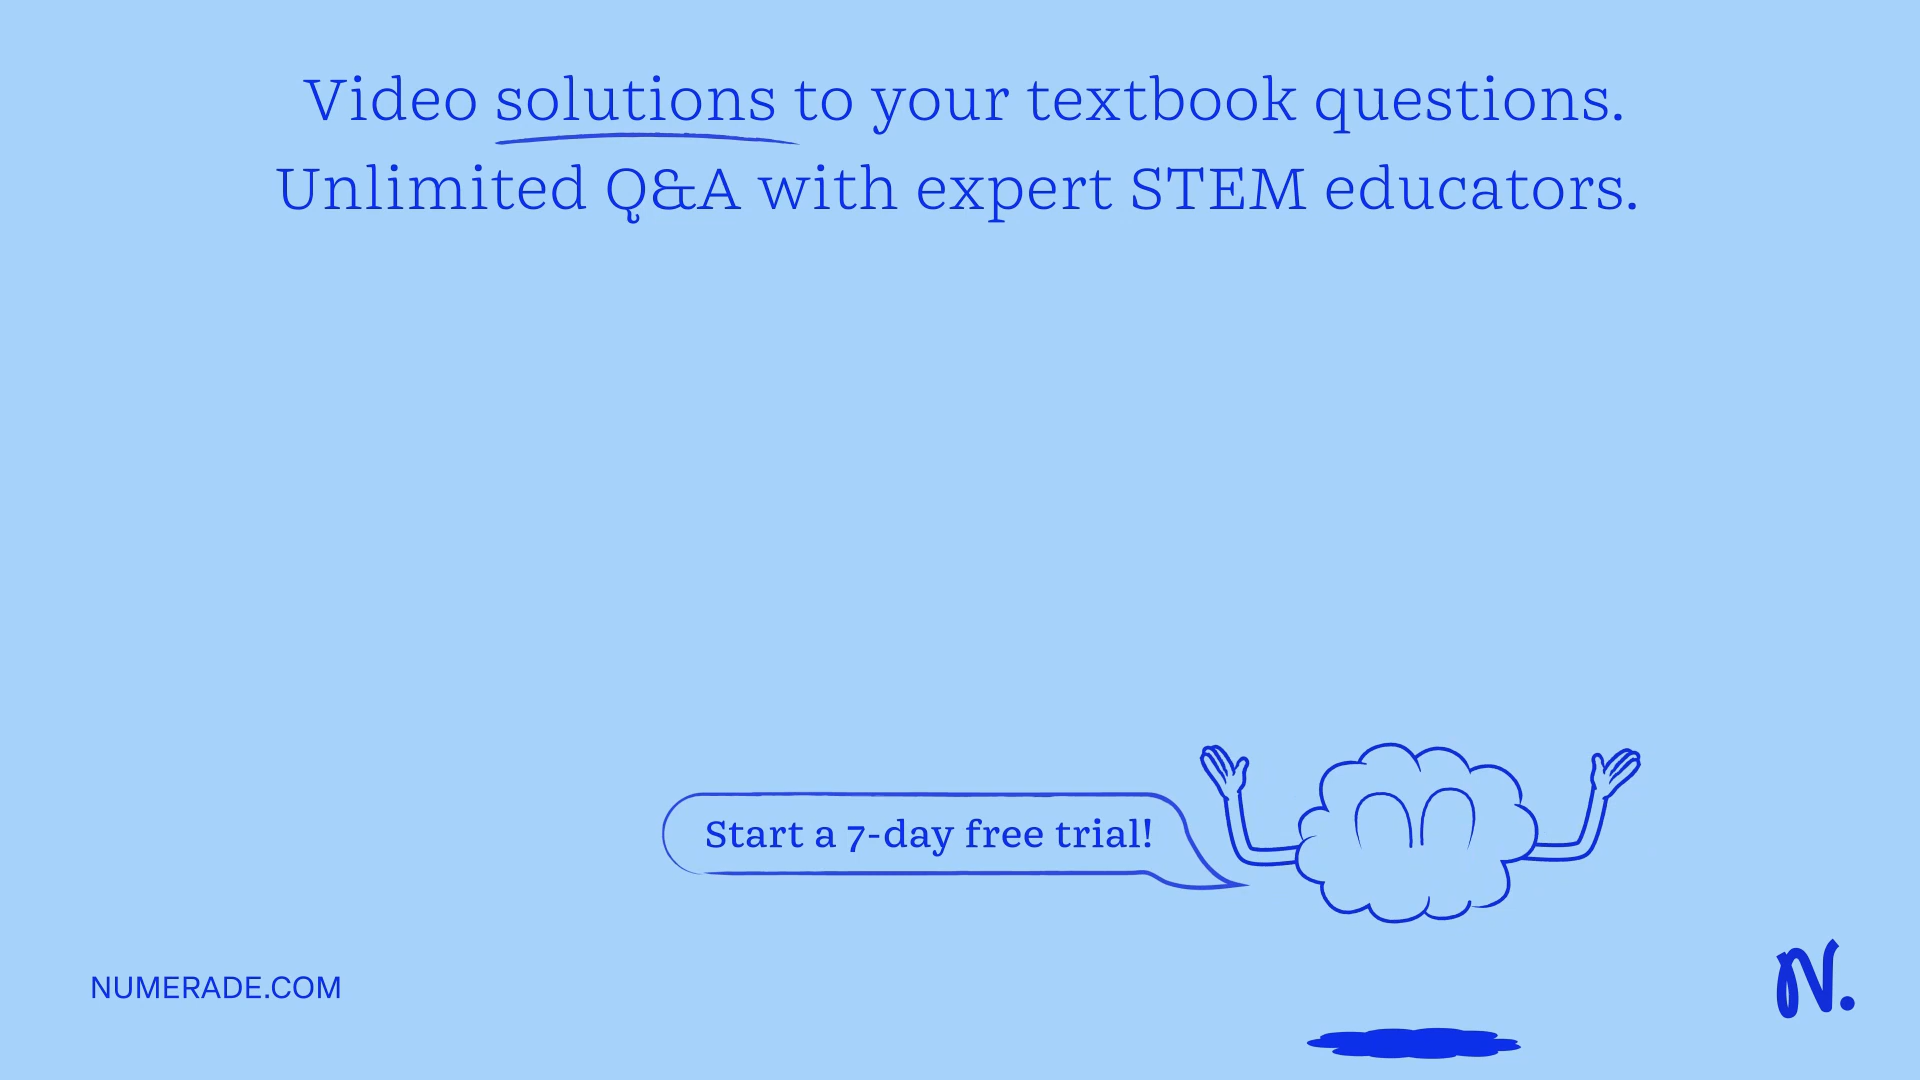 Video solutions to your textbook questions.
Unlimited Q&A with expert STEM educators.
Start a 7-day free trial!
NUMERADE.COM
N.